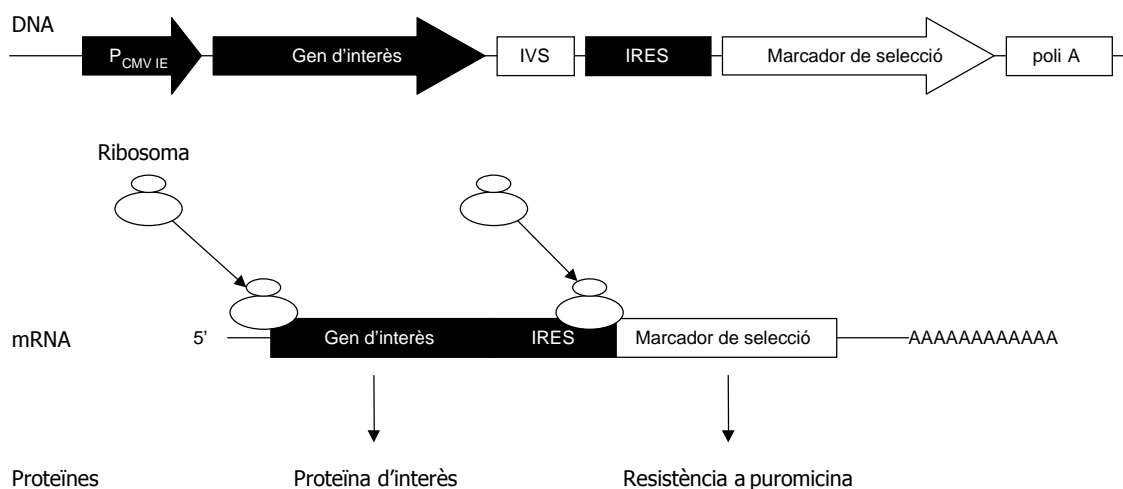 DNA
P CMV IE Gen d'interès IVS IRES Marcador de selecció poli A
Ribosoma
mRNA 5' Gen d'interès IRES Marcador de selecció AAAAAAAAAAAA
Proteïnes Proteïna d'interès Resistència a puromicina